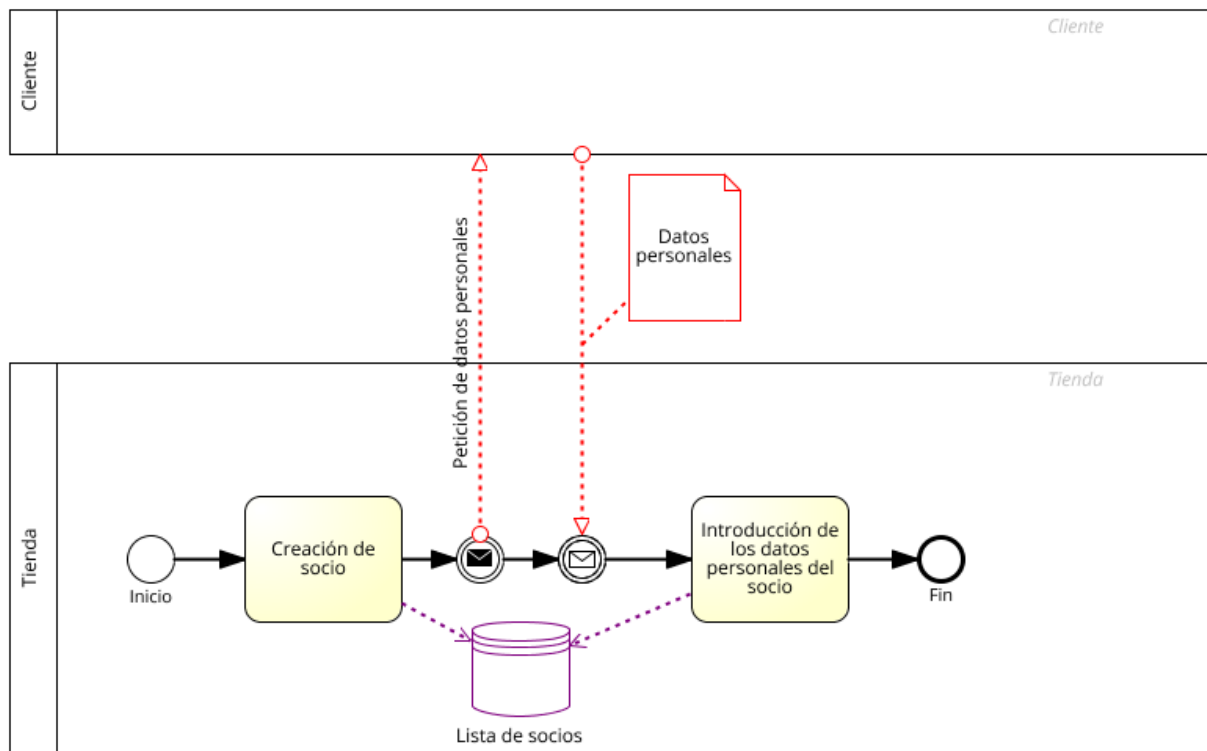 Cliente
Cliente
Datos
personales
Petición de datos personales
Tienda
Tienda
Inicio
Creación de
socio
Introducción de
los datos
personales del
socio
Fin
Lista de socios